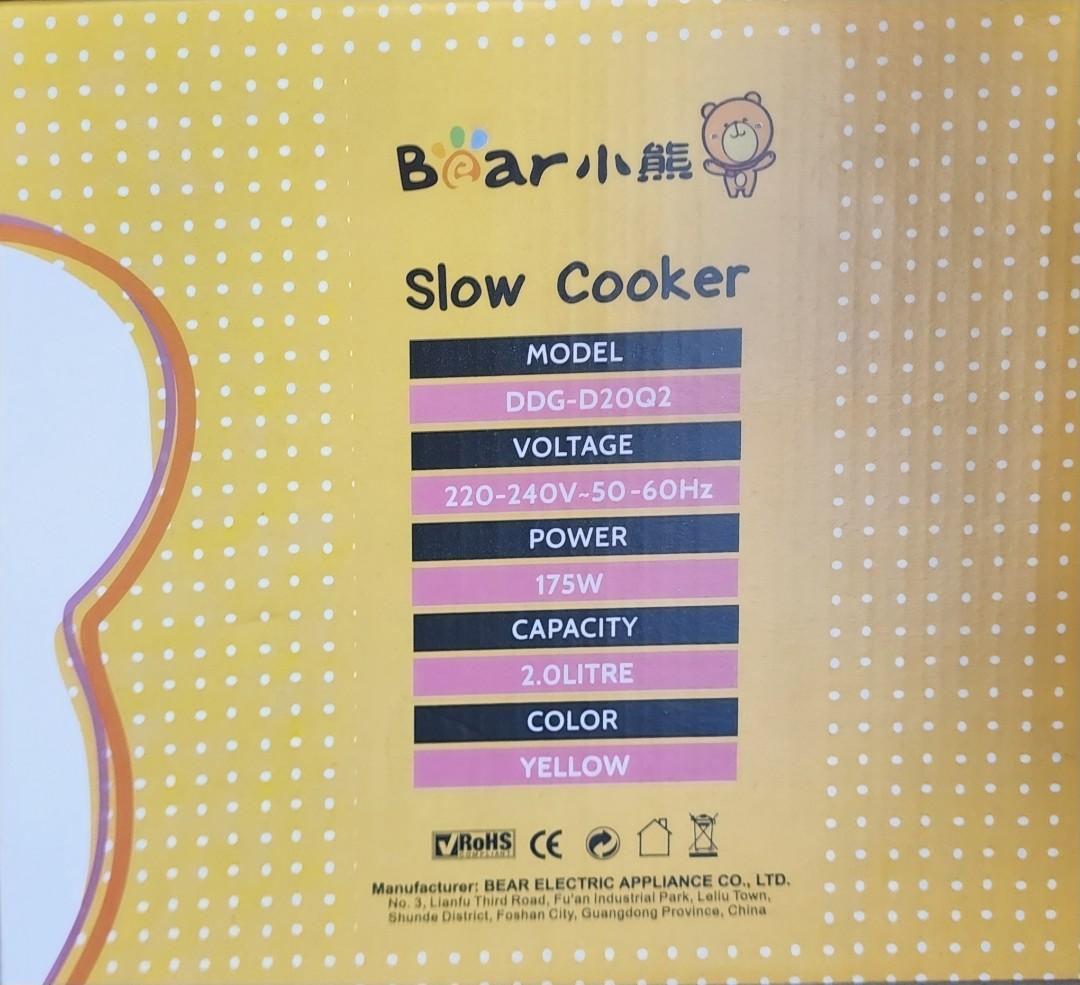 Bear小熊
Slow Cooker
MODEL
DDG-D20Q2
VOLTAGE
220-240V~50-60Hz
POWER
175W
CAPACITY
2.0LITRE
COLOR
YELLOW
RoHS
COMPLIANT
CE
Manufacturer: BEAR ELECTRIC APPLIANCE CO., LTD.
No. 3, Lianfu Third Road, Fu'an Industrial Park, Leliu Town,
Shunde District, Foshan City, Guangdong Province, China